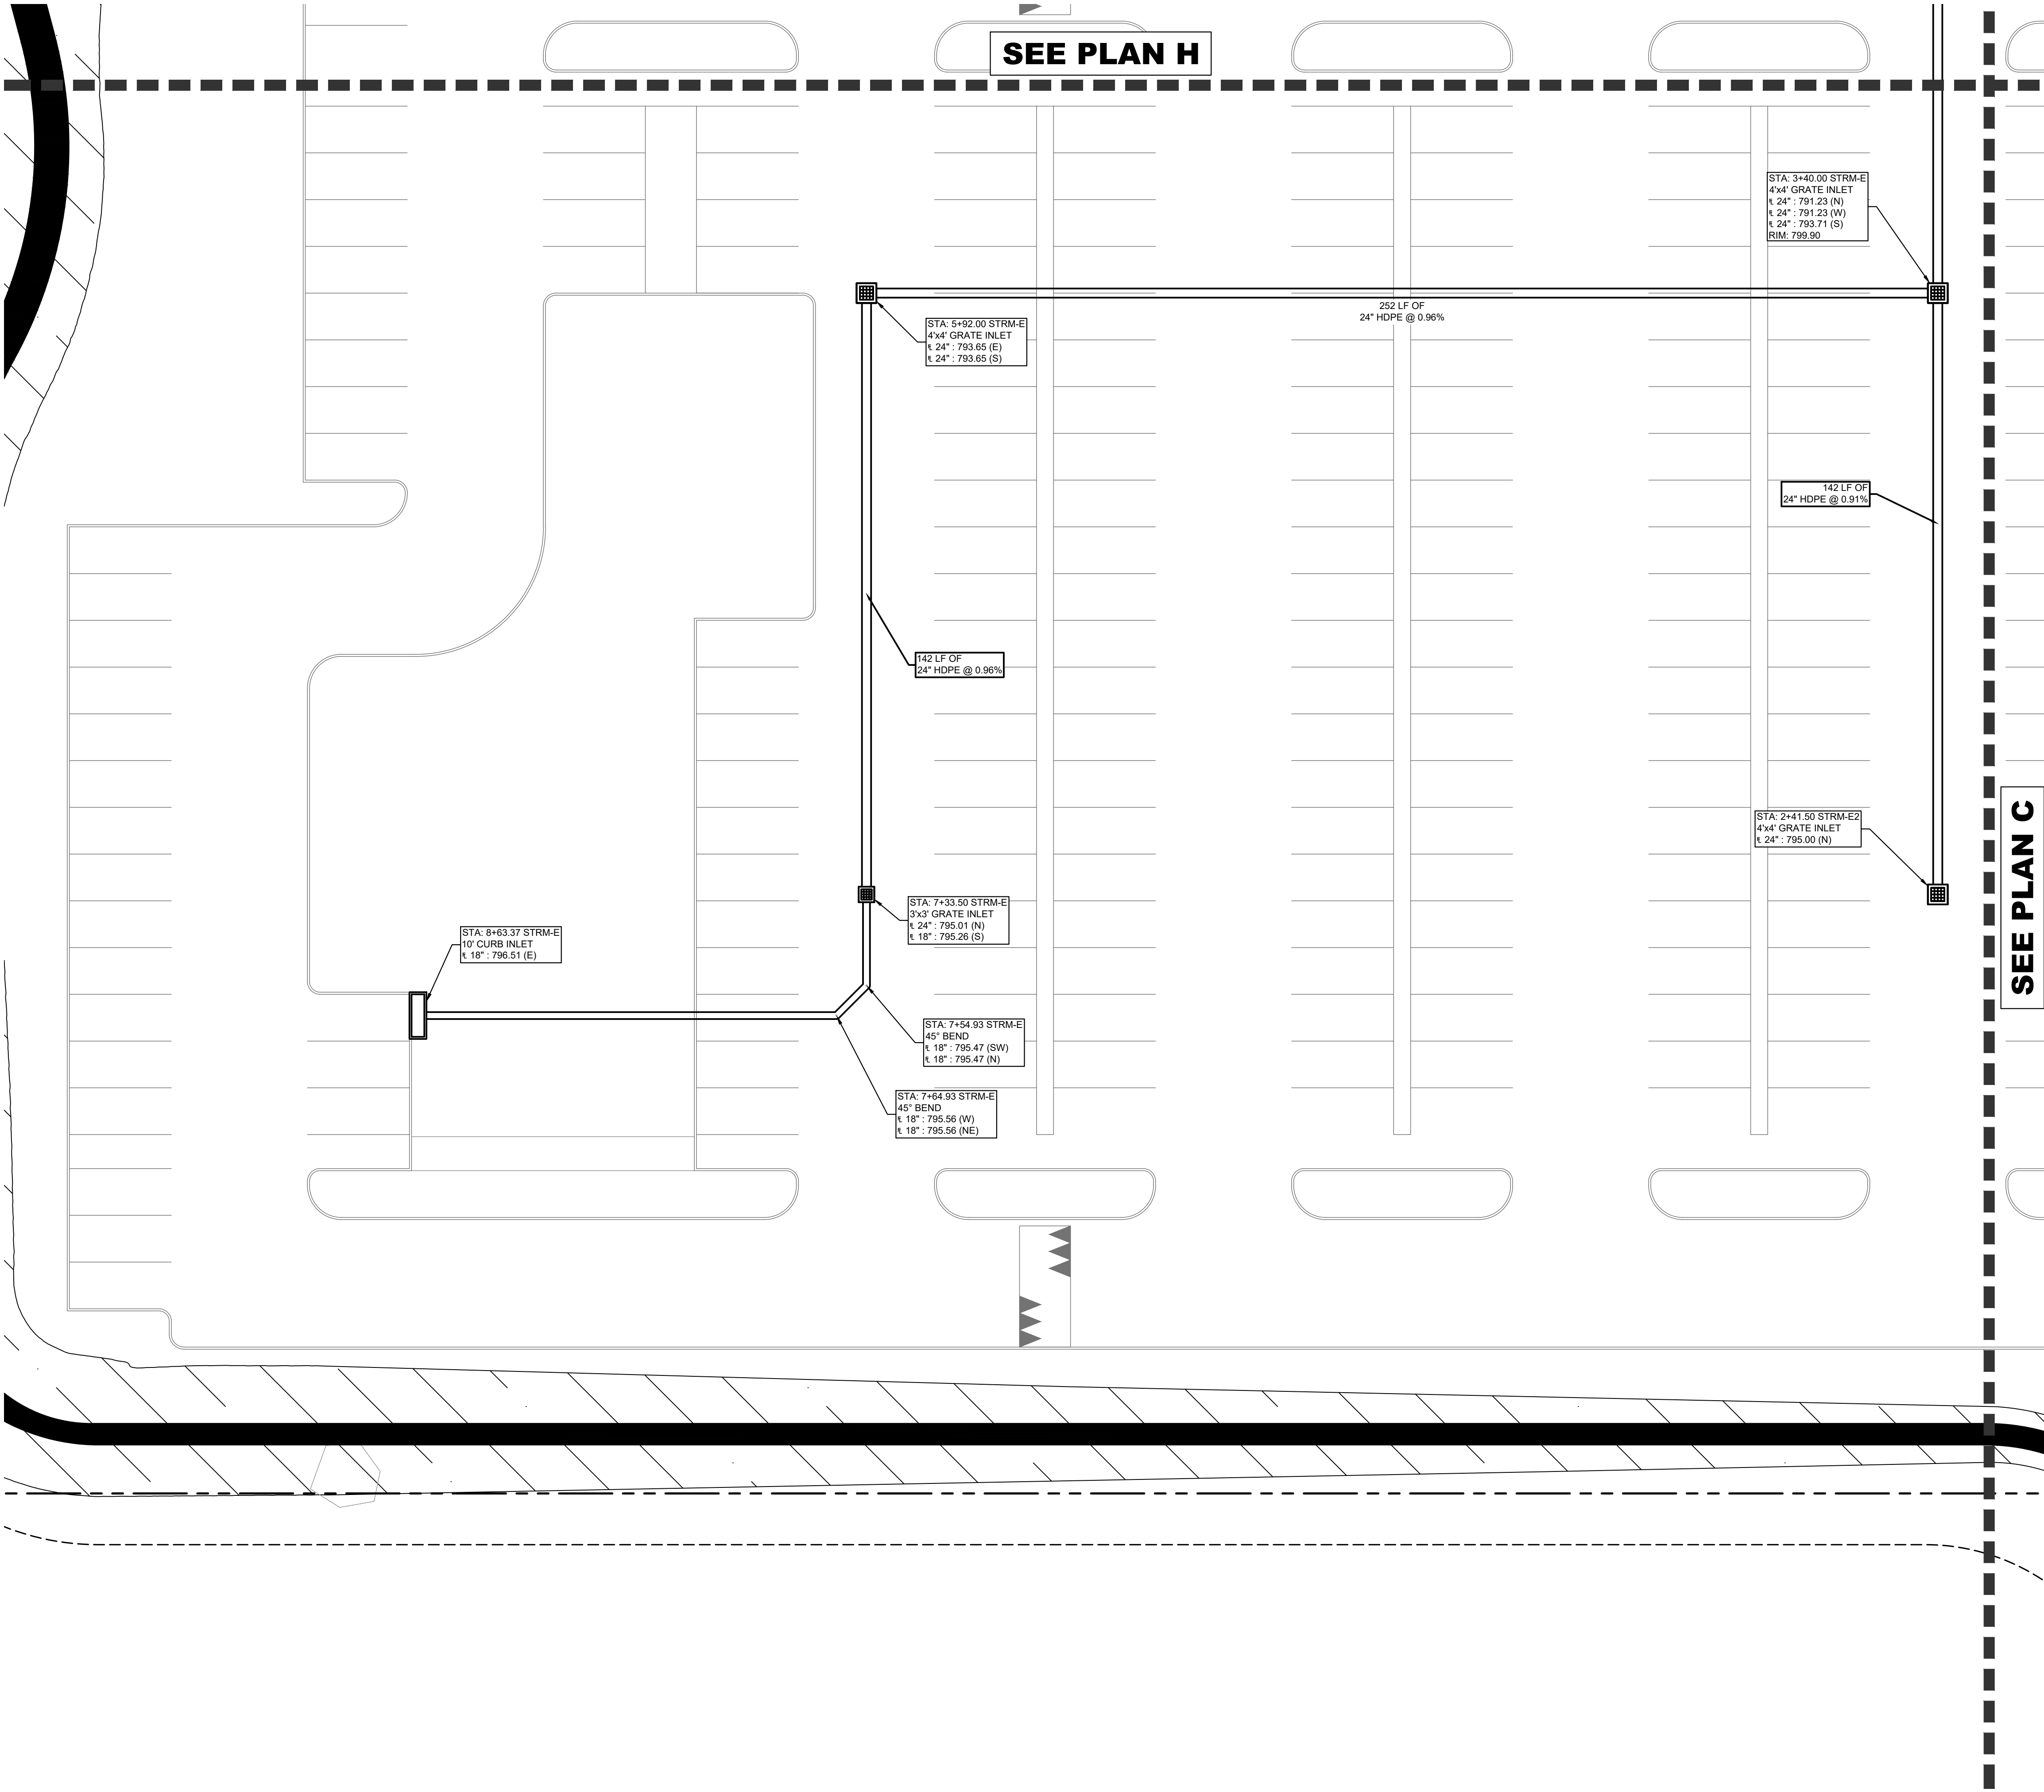 SEE PLAN H
STA: 3+40.00 STRM-E
4'x4' GRATE INLET
℄ 24" : 791.23 (N)
℄ 24" : 791.23 (W)
℄ 24" : 793.71 (S)
RIM: 799.90
252 LF OF
24" HDPE @ 0.96%
STA: 5+92.00 STRM-E
4'x4' GRATE INLET
℄ 24" : 793.65 (E)
℄ 24" : 793.65 (S)
142 LF OF
24" HDPE @ 0.91%
142 LF OF
24" HDPE @ 0.96%
STA: 2+41.50 STRM-E2
4'x4' GRATE INLET
℄ 24" : 795.00 (N)
SEE PLAN C
STA: 7+33.50 STRM-E
3'x3' GRATE INLET
℄ 24" : 795.01 (N)
℄ 18" : 795.26 (S)
STA: 8+63.37 STRM-E
10' CURB INLET
℄ 18" : 796.51 (E)
STA: 7+54.93 STRM-E
45° BEND
℄ 18" : 795.47 (SW)
℄ 18" : 795.47 (N)
STA: 7+64.93 STRM-E
45° BEND
℄ 18" : 795.56 (W)
℄ 18" : 795.56 (NE)